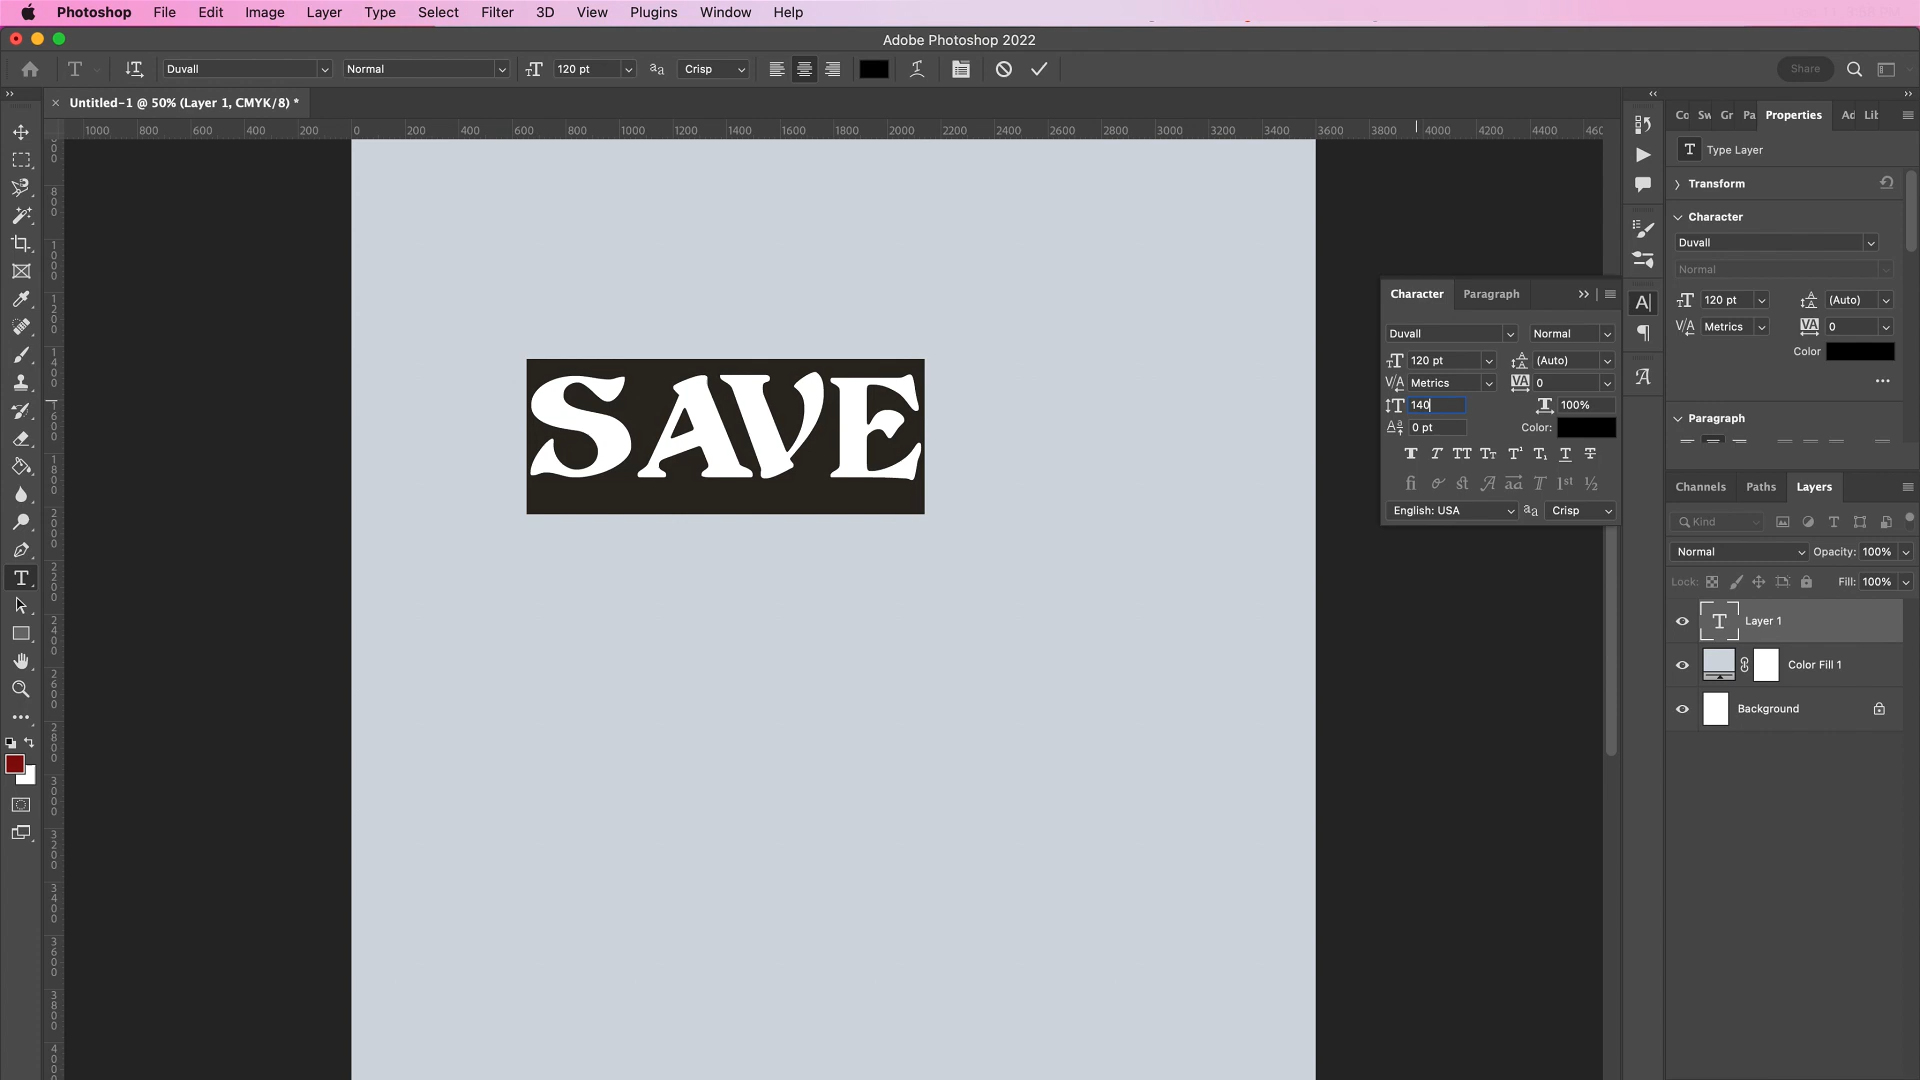 Photoshop File Edit Image Layer Type Select Filter 3D View Plugins Window Help
Adobe Photoshop 2022
Duvall Normal 120 pt Crisp Share
Untitled-1 @ 50% (Layer 1, CMYK/8) *
1000 800 600 400 200 0 200 400 600 800 1000 1200 1400 1600 1800 2000 2200 2400 2600 2800 3000 3200 3400 3600 3800 4000 4200 4400
800
1000
1200
1400
1600
1800
2000
2200
2400
2600
2800
3000
3200
3400
3600
3800
SAVE
Character Paragraph
Duvall Normal
120 pt (Auto)
Metrics 0
140 100%
0 pt Color:
English: USA Crisp
Sw Gr Pa Properties Ad Lib
Type Layer
Transform
Character
Duvall
Normal
120 pt (Auto)
Metrics 0
Color
Paragraph
Channels Paths Layers
Kind
Normal Opacity: 100%
Lock: Fill: 100%
Layer 1
Color Fill 1
Background